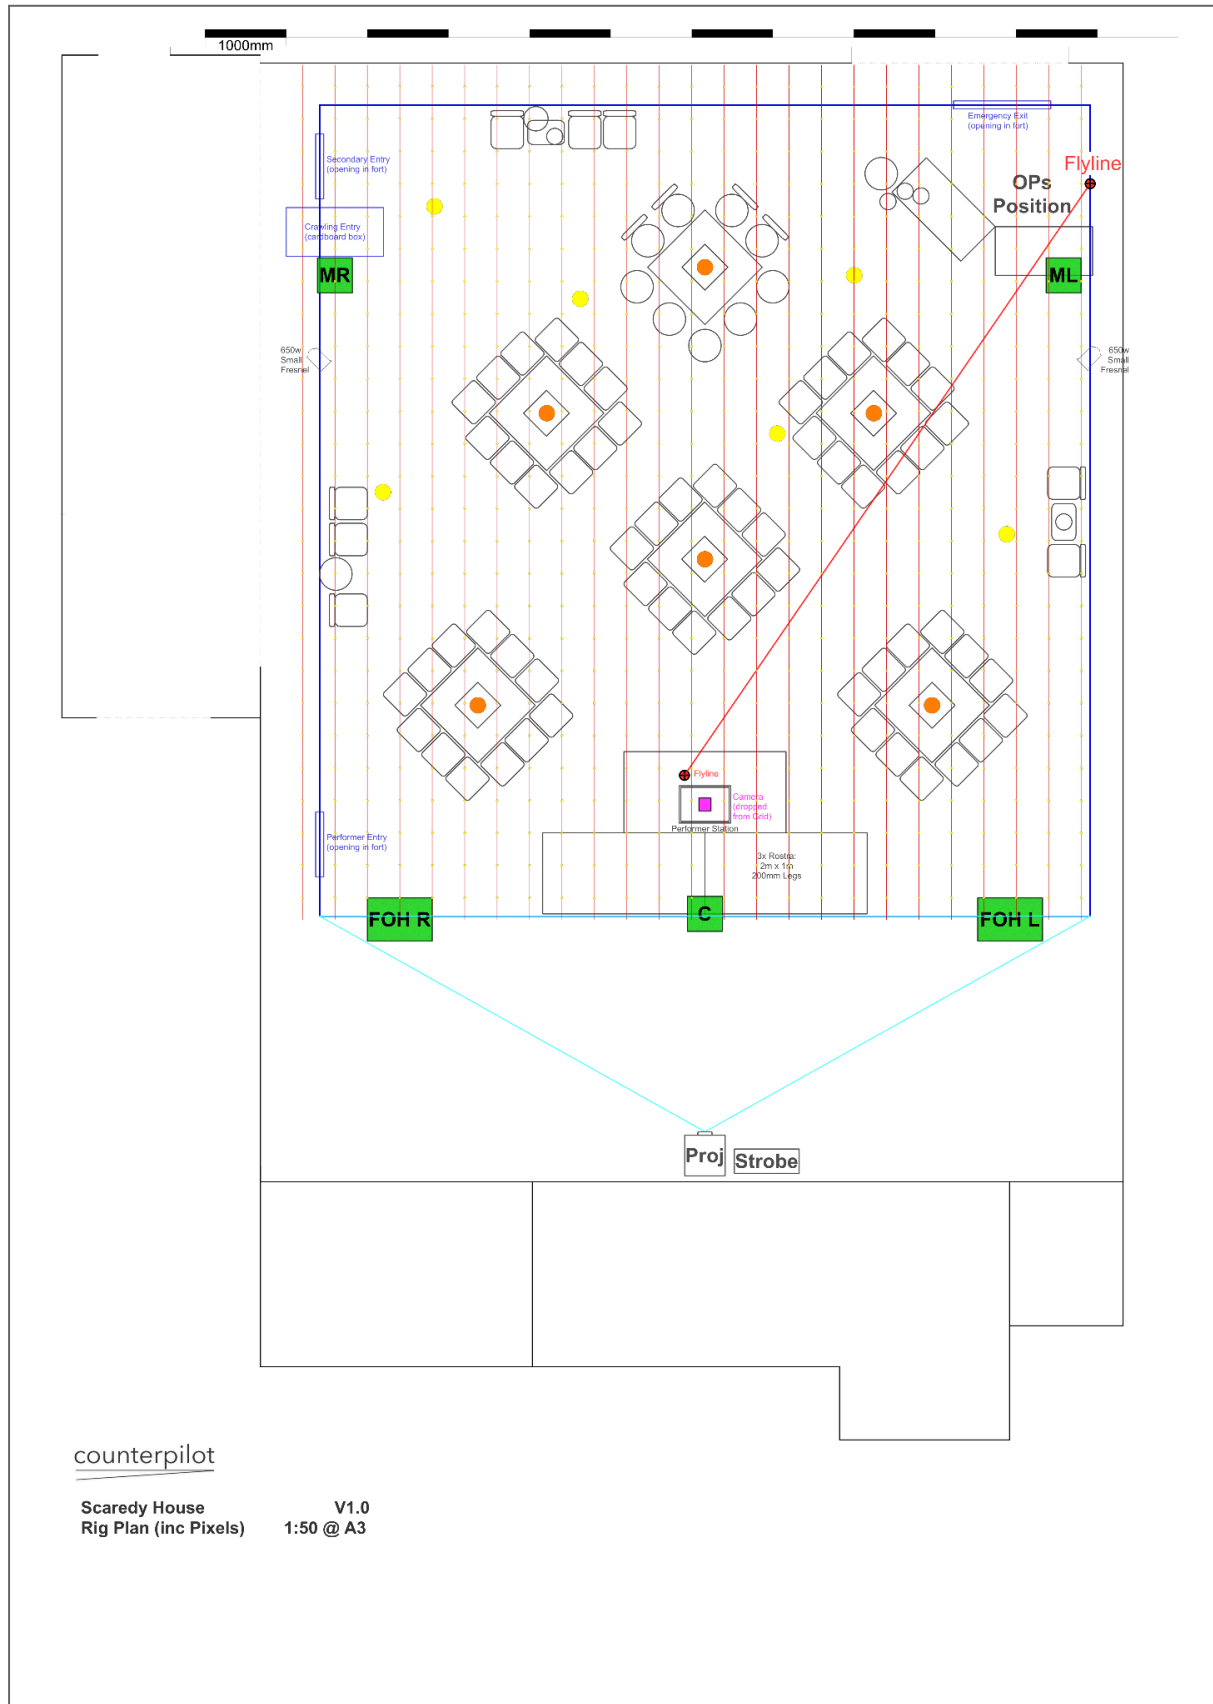 1000mm
Emergency Exit
(opening in fort)
Secondary Entry
(opening in fort)
Flyline
OPs
Position
Crawling Entry
(cardboard box)
MR
ML
650w
Small
Fresnel
650w
Small
Fresnel
Flyline
Camera
(dropped
from Grid)
Performer Station
Performer Entry
(opening in fort)
3x Rostra:
2m x 1m
200mm Legs
FOH R
C
FOH L
Proj
Strobe
counterpilot
Scaredy House V1.0
Rig Plan (inc Pixels) 1:50 @ A3